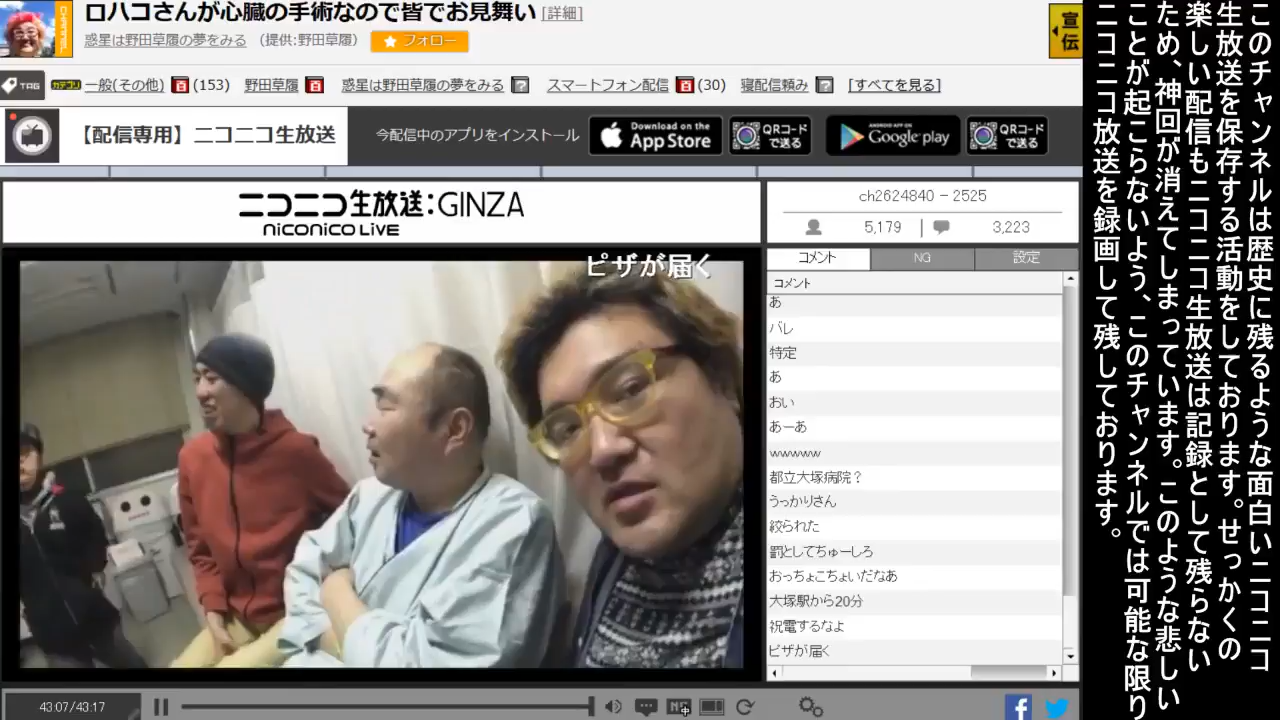 ロハコさんが心臓の手術なので皆でお見舞い [詳細]
惑星は野田草履の夢をみる (提供:野田草履) ★ フォロー
CHANNEL
宣伝
TAG カテゴリ 一般(その他) (153) 野田草履 惑星は野田草履の夢をみる ? スマートフォン配信 (30) 寝配信頼み ? [すべてを見る]
【配信専用】ニコニコ生放送
今配信中のアプリをインストール
Download on the App Store
QRコードで送る
ANDROID APP ON Google play
QRコードで送る
ニコニコ生放送:GINZA
niconico LIVE
ch2624840 - 2525
5,179 | 3,223
コメント NG 設定
コメント
あ
バレ
特定
あ
おい
あーあ
wwwww
都立大塚病院？
うっかりさん
絞られた
罰としてちゅーしろ
おっちょこちょいだなあ
大塚駅から20分
祝電するなよ
ピザが届く
ピザが届く
43:07/43:17
このチャンネルは歴史に残るような面白いニコニコ
生放送を保存する活動をしております。せっかくの
楽しい配信もニコニコ生放送は記録として残らない
ため、神回が消えてしまっています。このような悲しい
ことが起こらないよう、このチャンネルでは可能な限り
ニコニコ放送を録画して残しております。